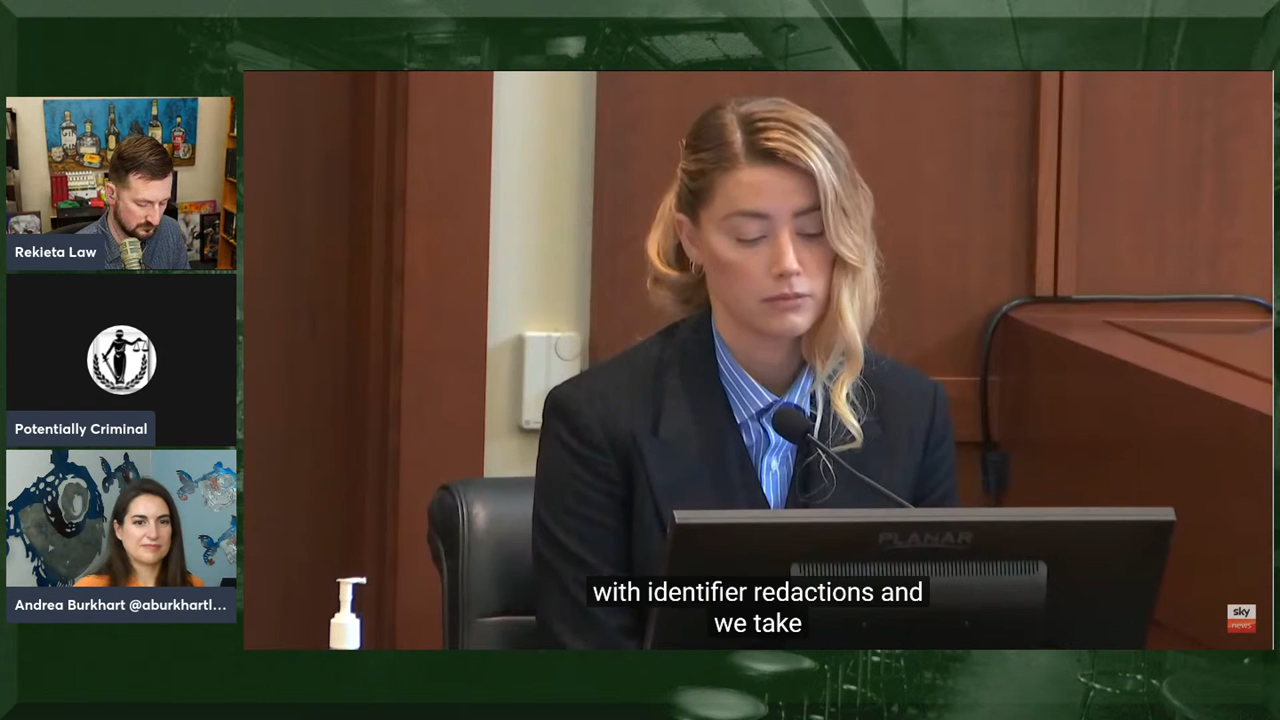 Rekieta Law
Potentially Criminal
Andrea Burkhart @aburkhartl...
PLANAR
with identifier redactions and
we take
sky
news